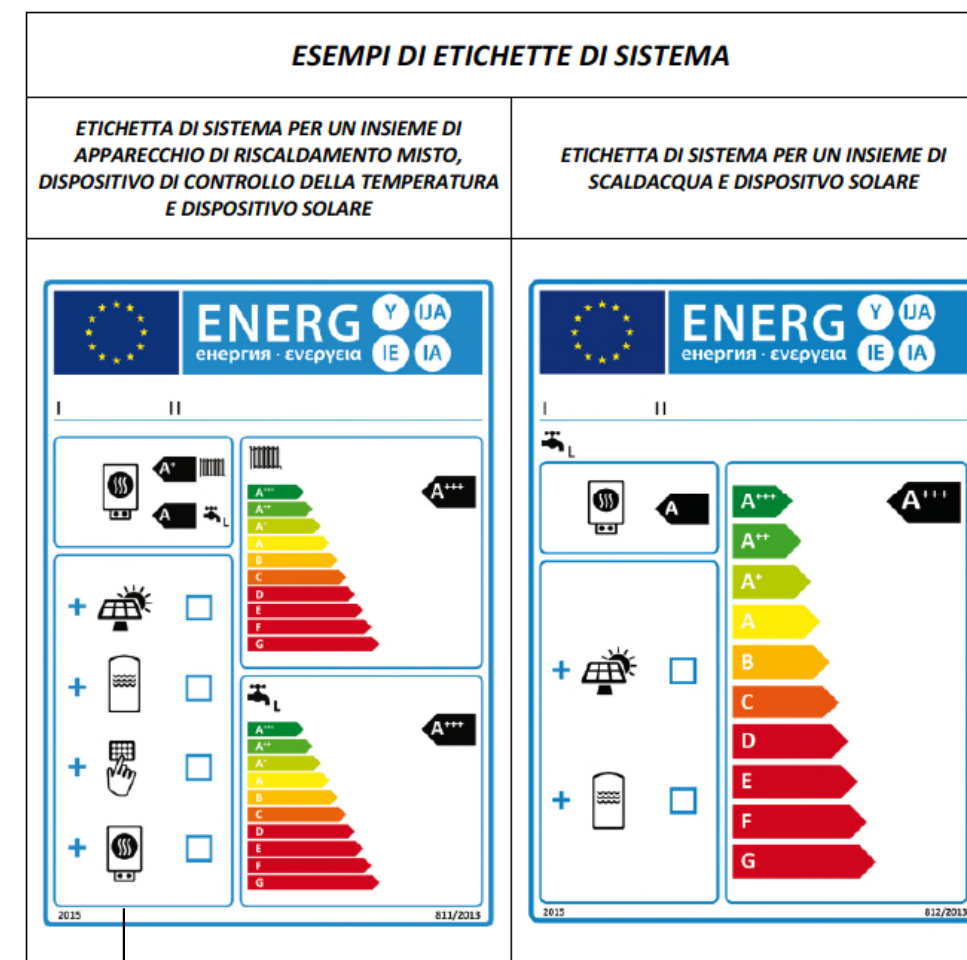 ESEMPI DI ETICHETTE DI SISTEMA
ETICHETTA DI SISTEMA PER UN INSIEME DI
APPARECCHIO DI RISCALDAMENTO MISTO,
DISPOSITIVO DI CONTROLLO DELLA TEMPERATURA
E DISPOSITIVO SOLARE
ENERG
Y IJA
енергия · ενεργεια
IE IA
I II
A+
A
L
+
+
+
+
A+++
A+++
A++
A+
A
B
C
D
E
F
G
L
A+++
A+++
A++
A+
A
B
C
D
E
F
G
2015 811/2013
ETICHETTA DI SISTEMA PER UN INSIEME DI
SCALDACQUA E DISPOSITVO SOLARE
ENERG
Y IJA
енергия · ενεργεια
IE IA
I II
L
A
+
+
A+++
A+++
A++
A+
A
B
C
D
E
F
G
2015 812/2013